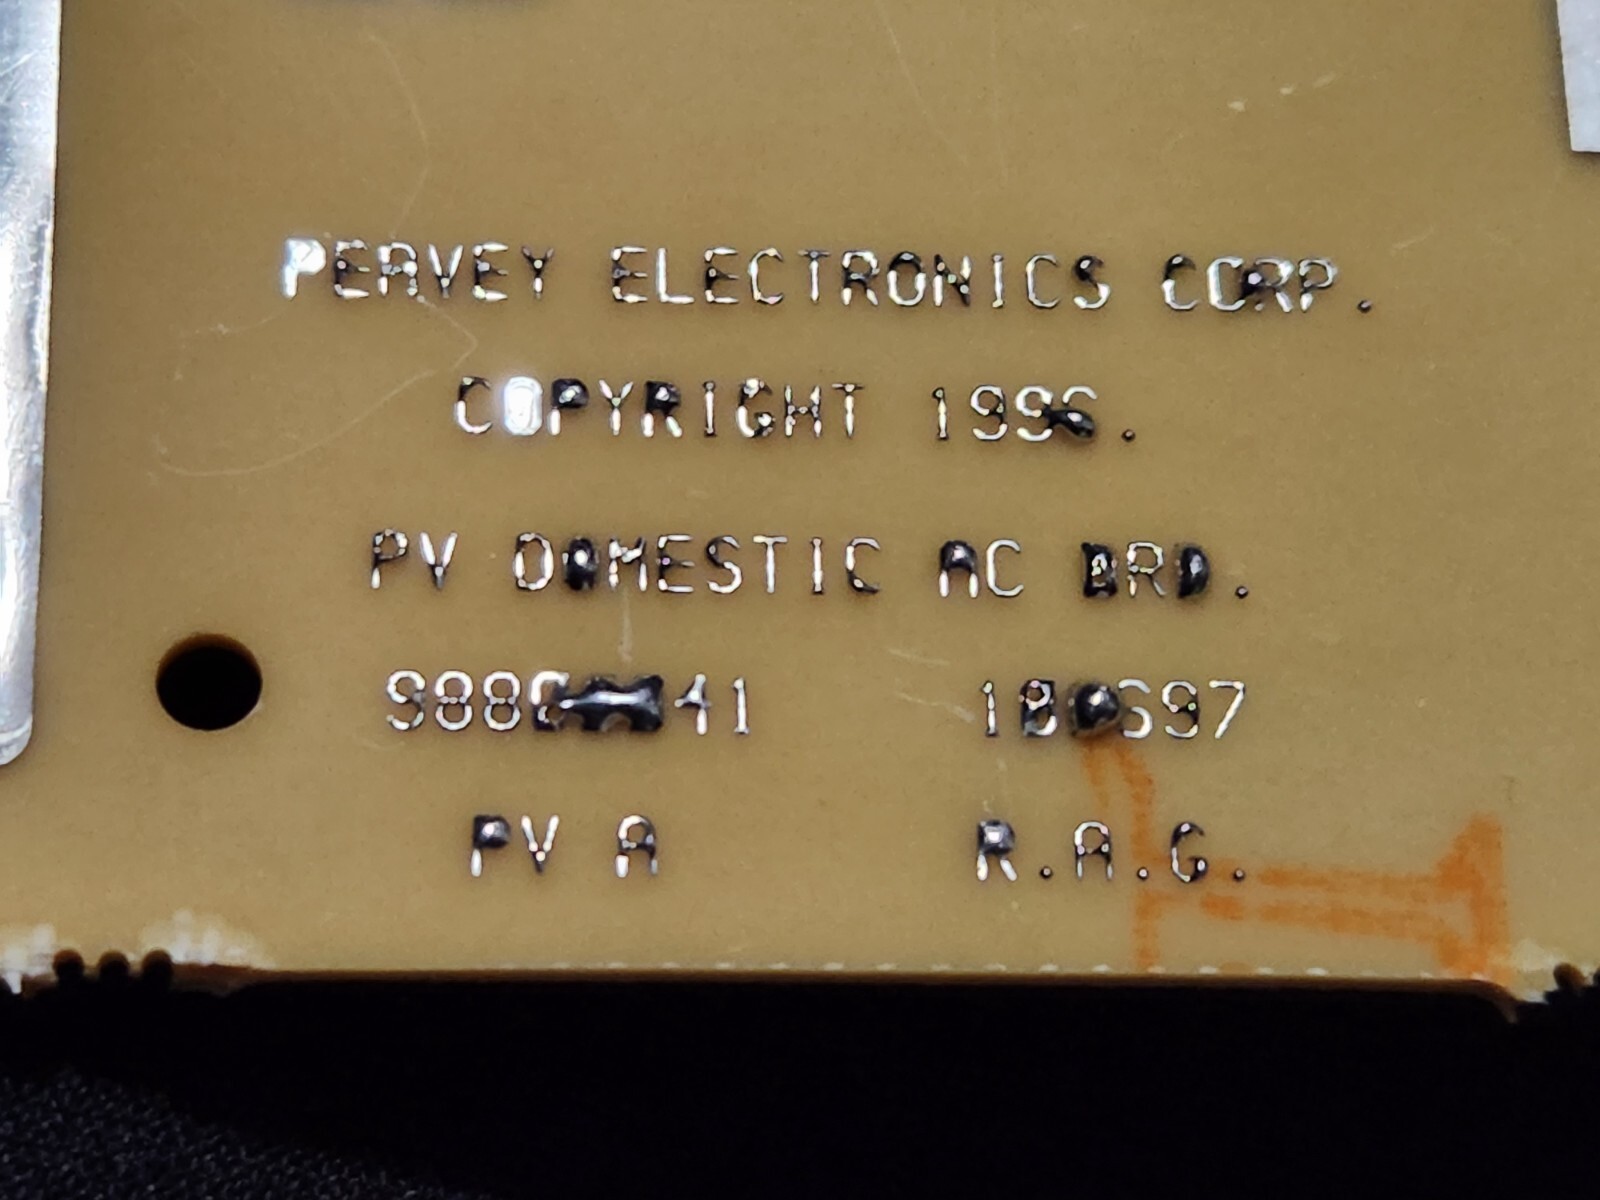 PEAVEY ELECTRONICS CORP.
COPYRIGHT 1996.
PV DOMESTIC AC BRD.
PV A R.A.G.